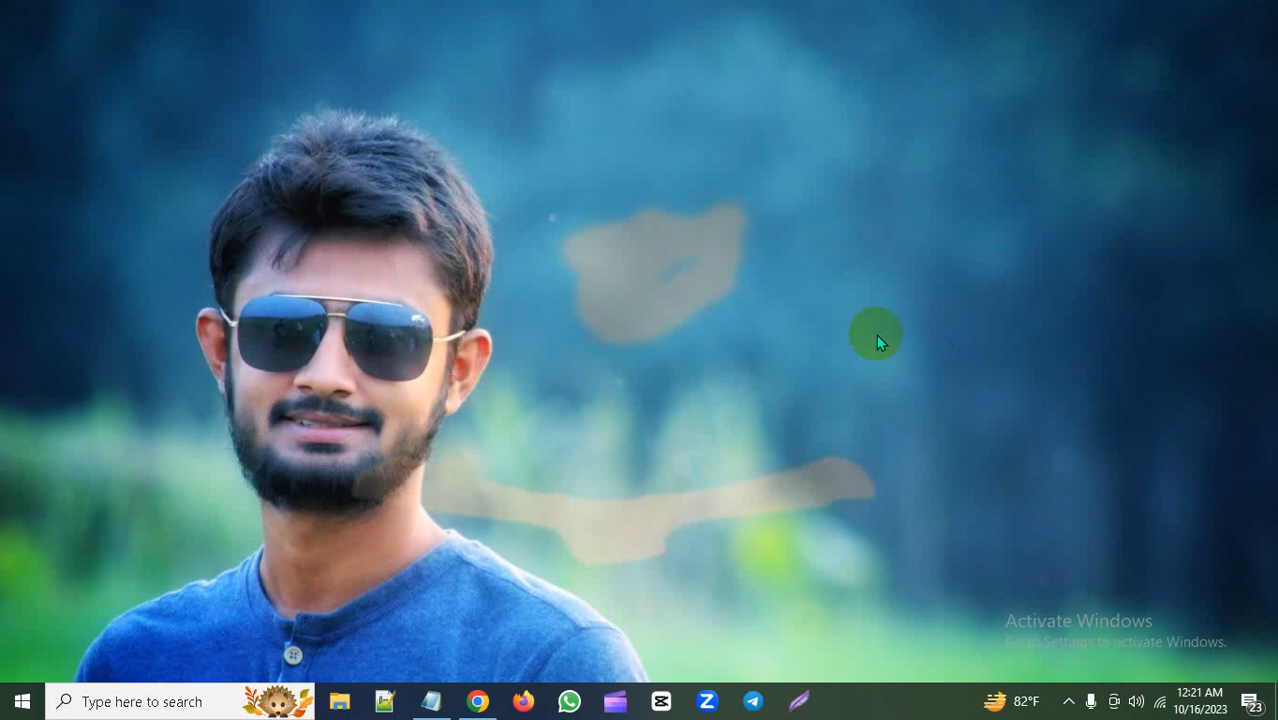 Activate Windows
Go to Settings to activate Windows.
Type here to search
82°F
12:21 AM
10/16/2023
23